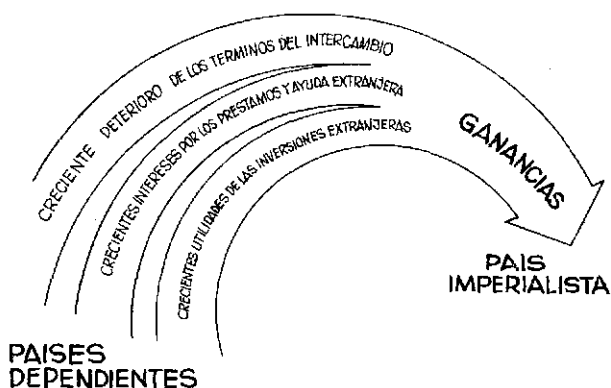 CRECIENTE DETERIORO DE LOS TERMINOS DEL INTERCAMBIO
CRECIENTES INTERESES POR LOS PRESTAMOS Y AYUDA EXTRANJERA
CRECIENTES UTILIDADES DE LAS INVERSIONES EXTRANJERAS
GANANCIAS
PAIS
IMPERIALISTA
PAISES
DEPENDIENTES